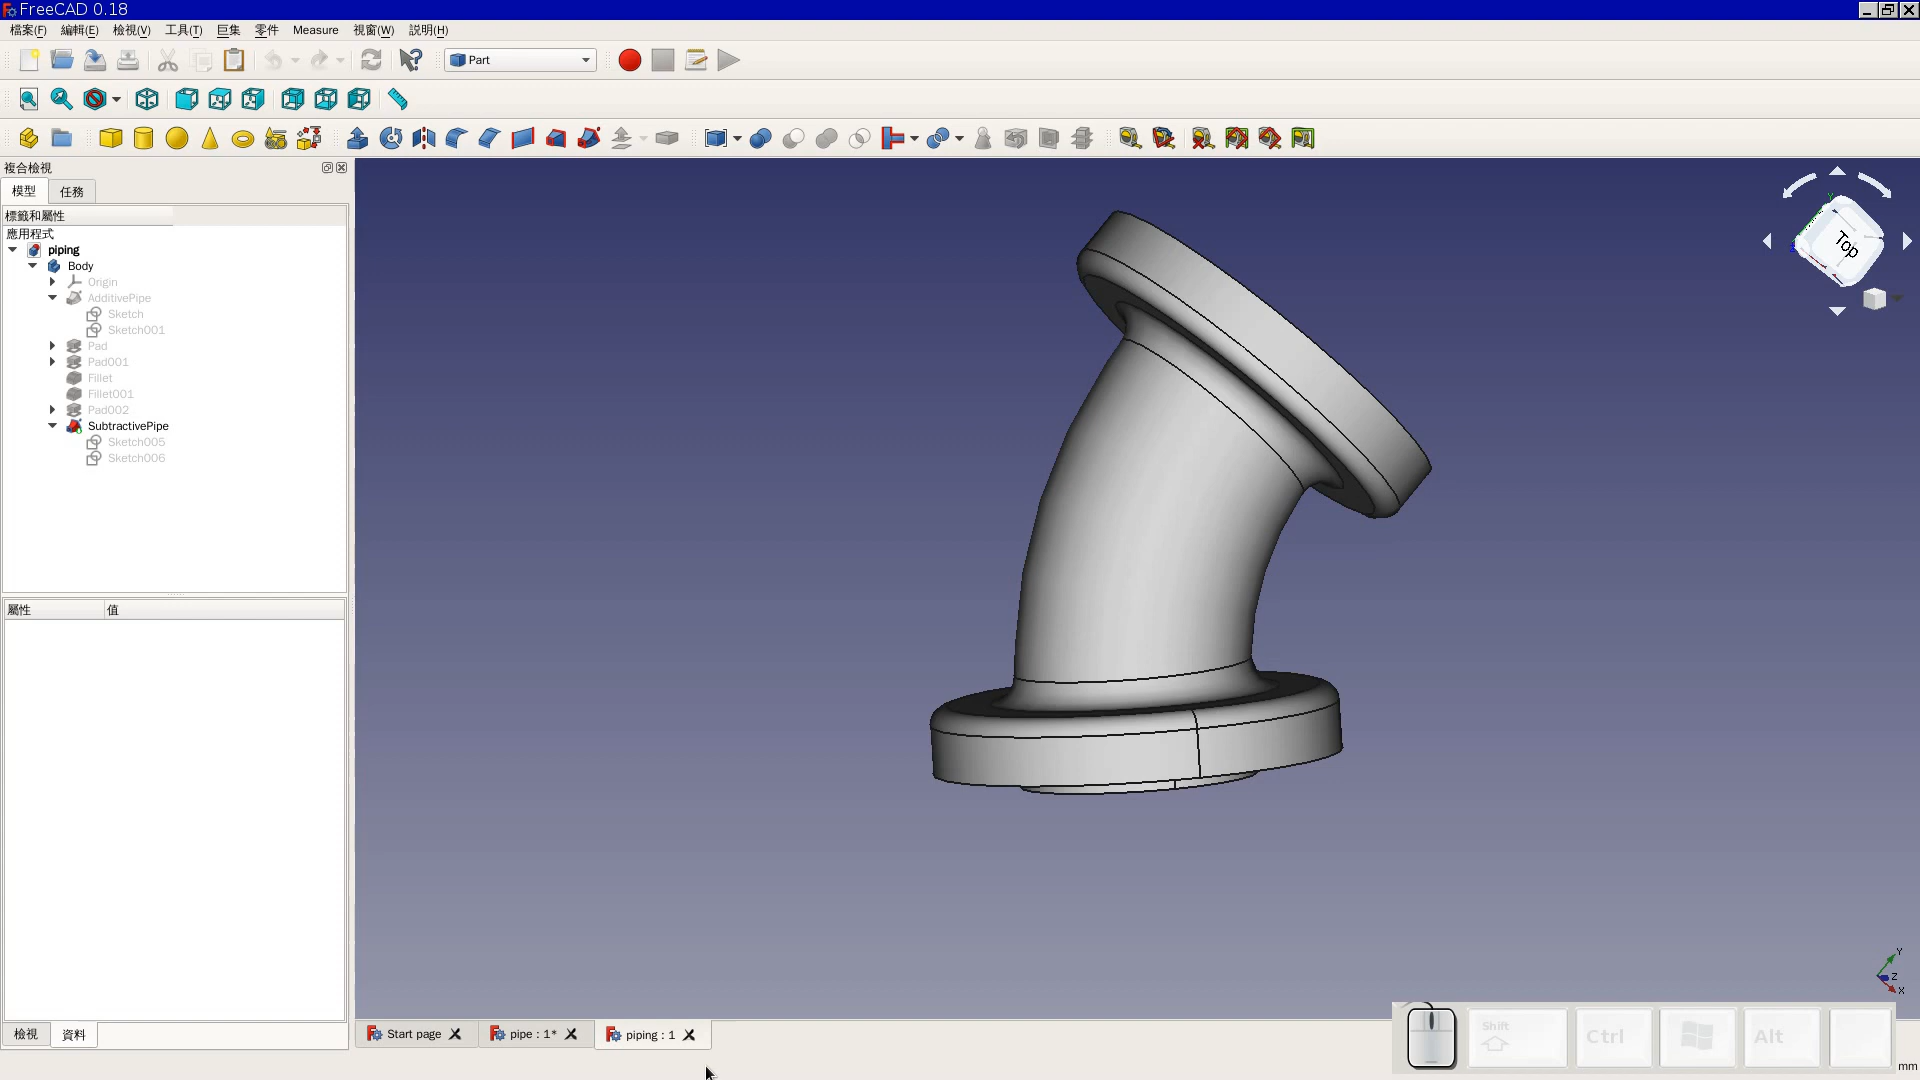 FreeCAD 0.18
檔案(F) 編輯(E) 檢視(V) 工具(T) 巨集 零件 Measure 視窗(W) 説明(H)
Part
複合檢視
模型 任務
標籤和屬性
應用程式
piping
Body
Origin
AdditivePipe
Sketch
Sketch001
Pad
Pad001
Fillet
Fillet001
Pad002
SubtractivePipe
Sketch005
Sketch006
屬性 值
檢視 資料
Top
Y
Z
X
Start page pipe : 1* piping : 1
Shift Ctrl Alt
mm